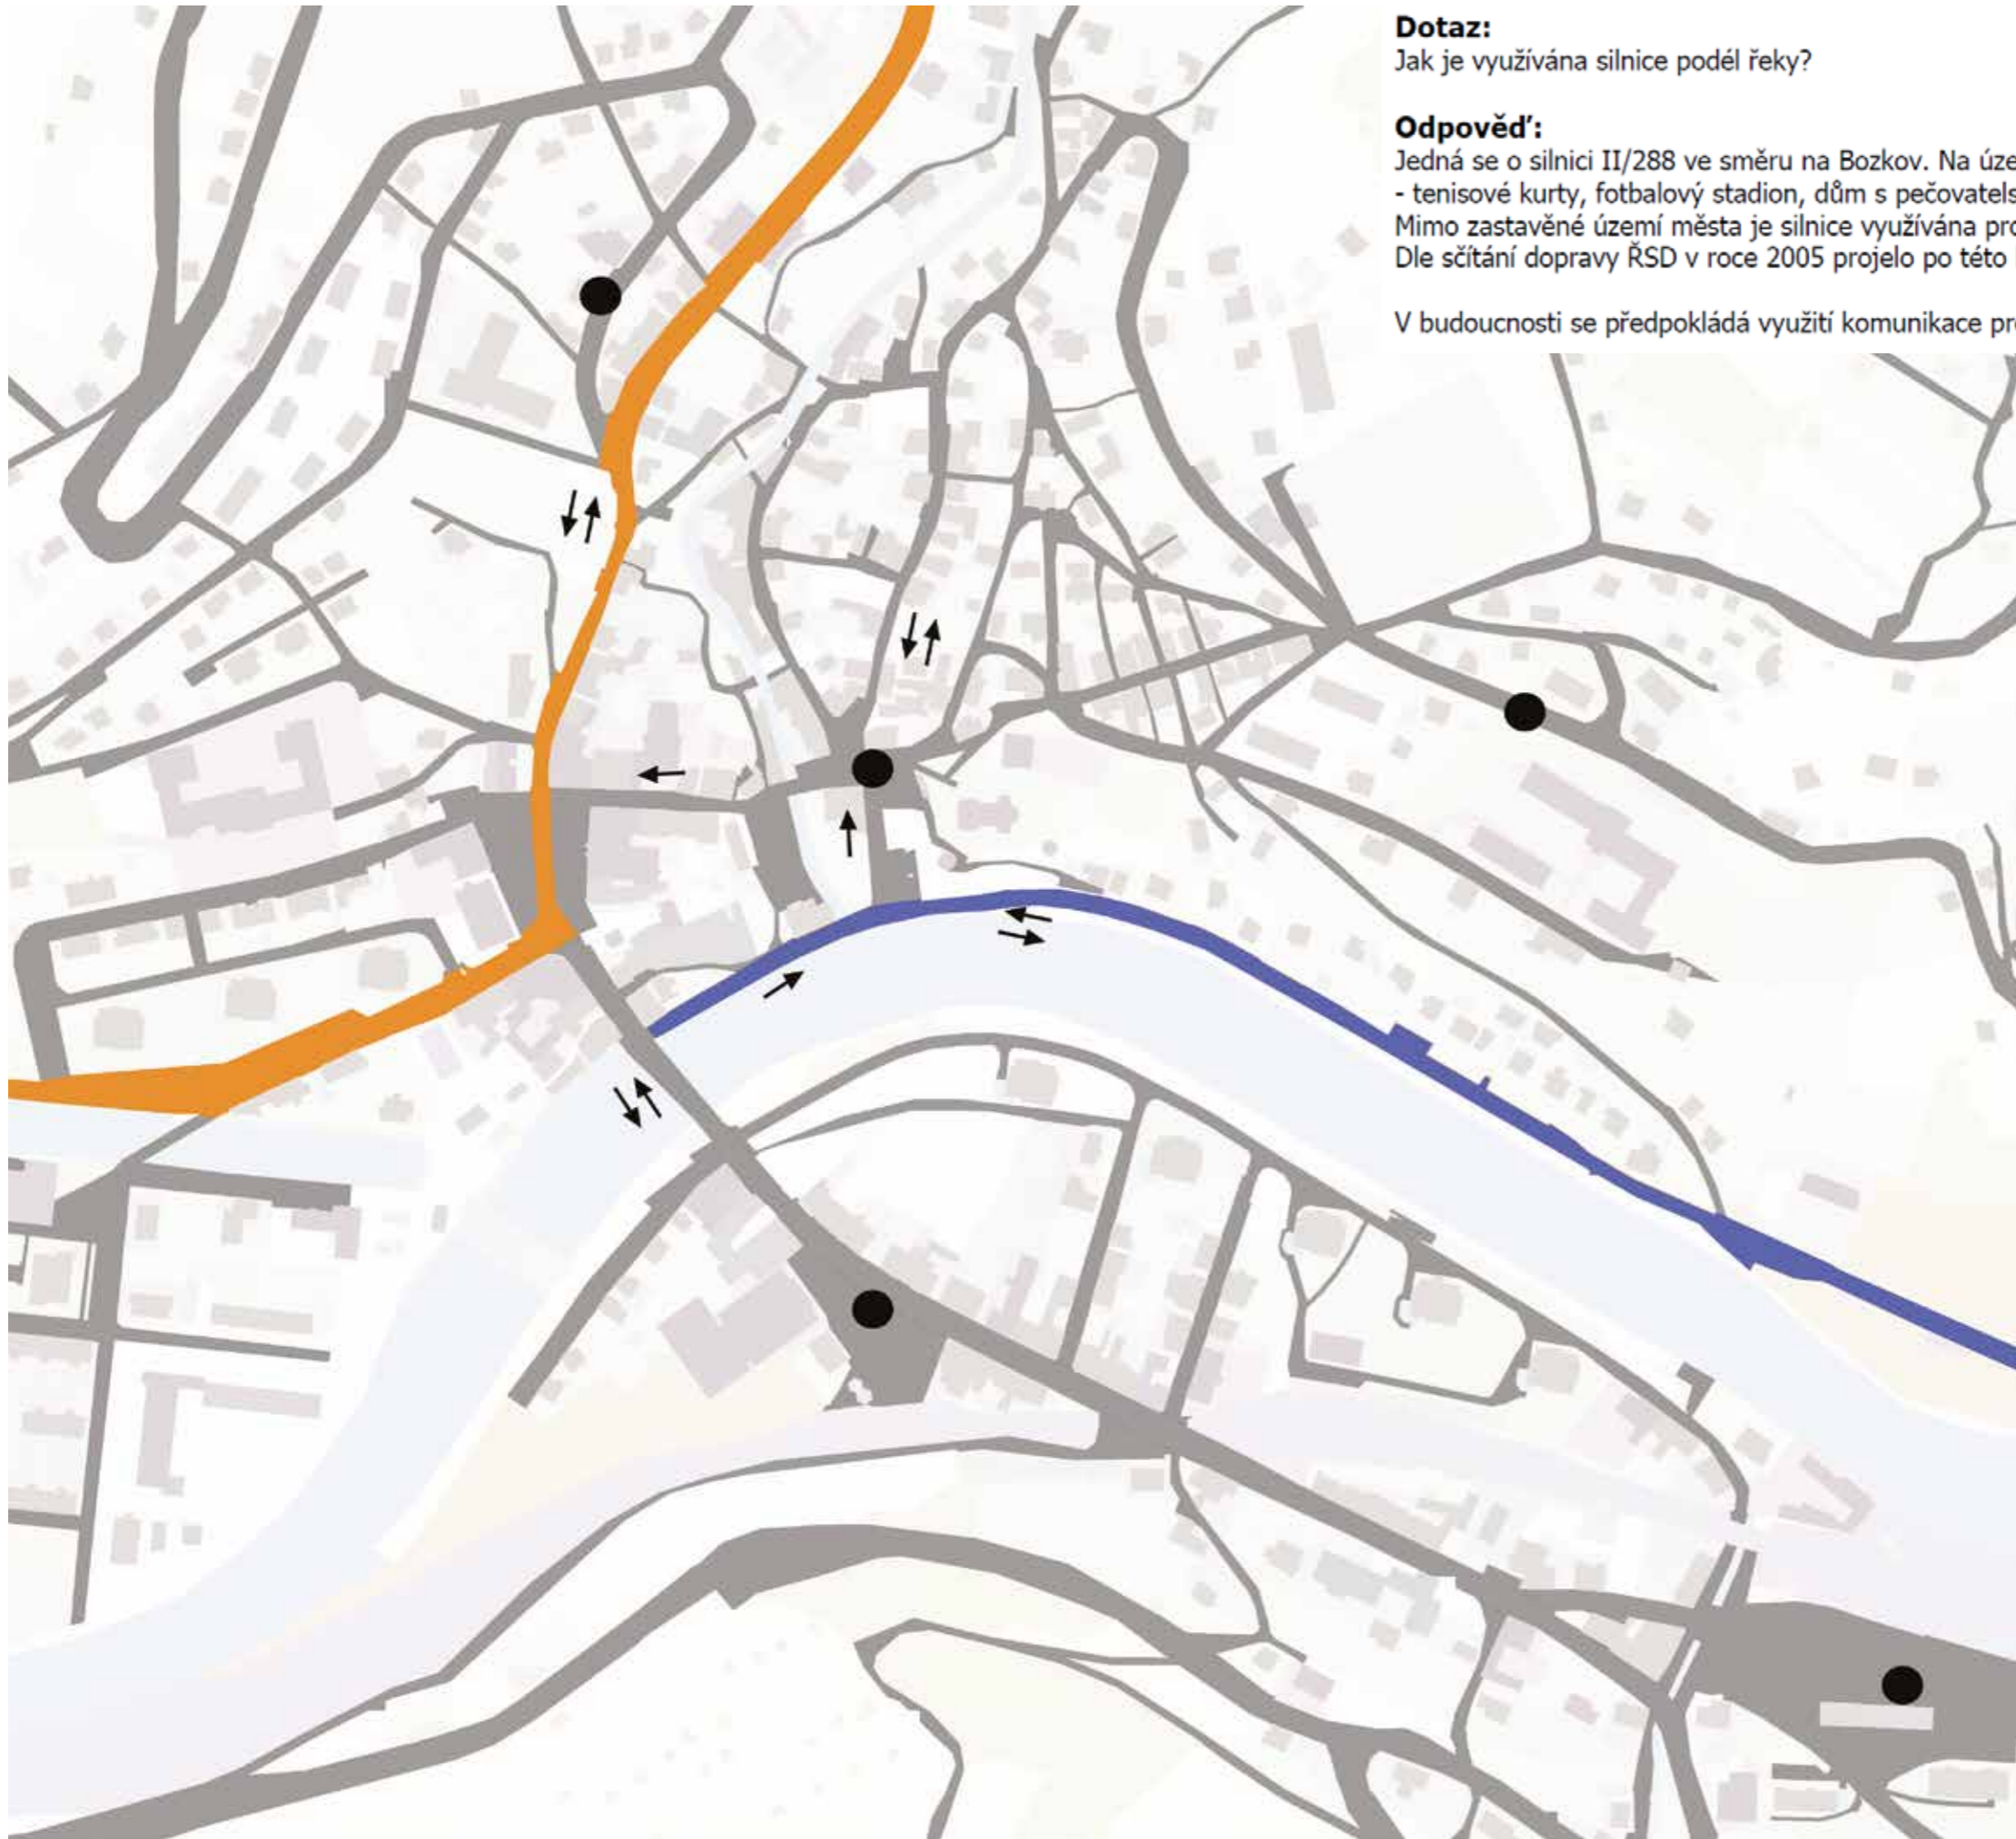 Dotaz:
Jak je využívána silnice podél řeky?
Odpověď:
Jedná se o silnici II/288 ve směru na Bozkov. Na úze
- tenisové kurty, fotbalový stadion, dům s pečovatels
Mimo zastavěné území města je silnice využívána pro
Dle sčítání dopravy ŘSD v roce 2005 projelo po této
V budoucnosti se předpokládá využití komunikace pro